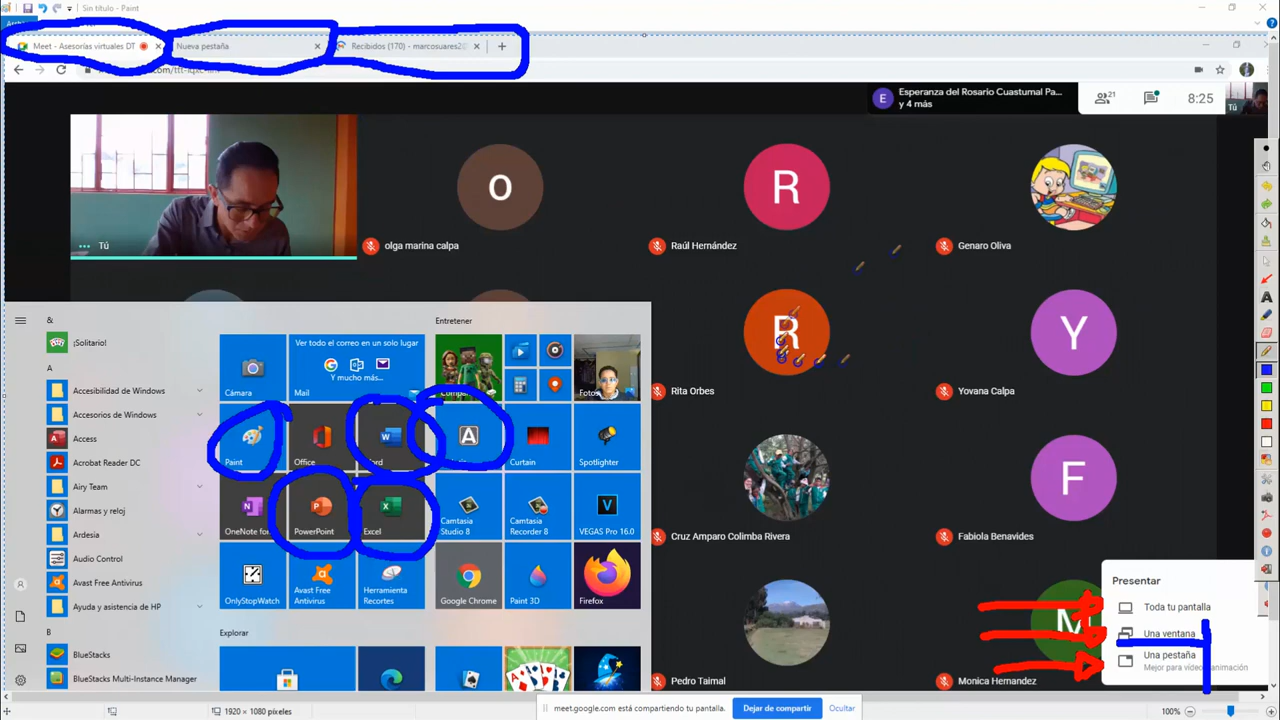 Sin título - Paint
Meet - Asesorías virtuales DT
Nueva pestaña
Recibidos (170) - marcosuares20
Esperanza del Rosario Cuastumal Pa...
y 4 más
21
8:25
Tú
Tú
O
olga marina calpa
R
Raúl Hernández
Genaro Oliva
&
¡Solitario!
A
Accesibilidad de Windows
Accesorios de Windows
Access
Acrobat Reader DC
Airy Team
Alarmas y reloj
Ardesia
Audio Control
Avast Free Antivirus
Ayuda y asistencia de HP
B
BlueStacks
BlueStacks Multi-Instance Manager
Cámara
Ver todo el correo en un solo lugar
Y mucho más...
Mail
Paint
Office
OneNote for
PowerPoint
Excel
OnlyStopWatch
Avast Free
Antivirus
Herramienta
Recortes
Explorar
Entretener
Fotos
Curtain
Spotlighter
Camtasia
Studio 8
Camtasia
Recorder 8
VEGAS Pro 16.0
Google Chrome
Paint 3D
Firefox
R
Rita Orbes
Y
Yovana Calpa
Cruz Amparo Colimba Rivera
F
Fabiola Benavides
Pedro Taimal
M
Monica Hernandez
Presentar
Toda tu pantalla
Una ventana
Una pestaña
Mejor para vídeo animación
meet.google.com está compartiendo tu pantalla.
Dejar de compartir
Ocultar
1920 × 1080 píxeles
100%